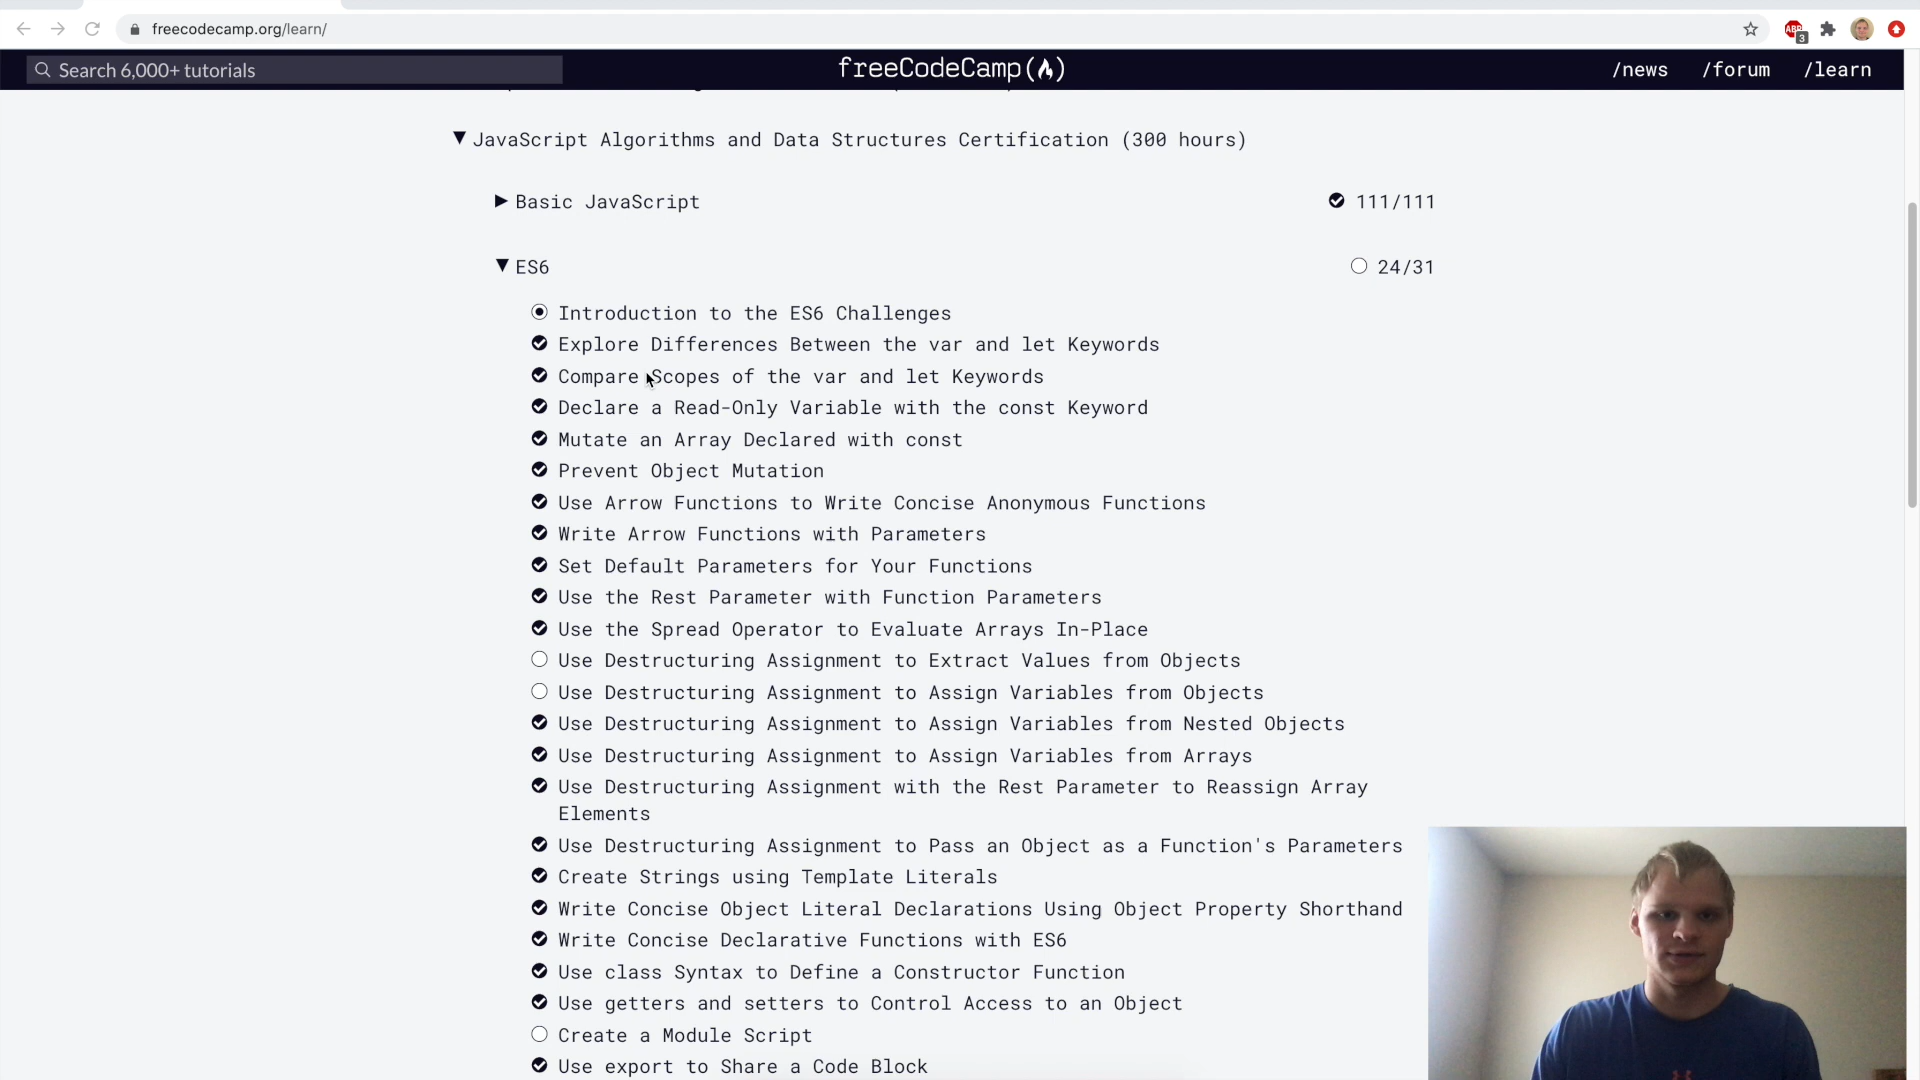 freecodecamp.org/learn/
ABP
3
Search 6,000+ tutorials
freeCodeCamp
/news
/forum
/learn
JavaScript Algorithms and Data Structures Certification (300 hours)
Basic JavaScript
111/111
ES6
24/31
Introduction to the ES6 Challenges
Explore Differences Between the var and let Keywords
Compare Scopes of the var and let Keywords
Declare a Read-Only Variable with the const Keyword
Mutate an Array Declared with const
Prevent Object Mutation
Use Arrow Functions to Write Concise Anonymous Functions
Write Arrow Functions with Parameters
Set Default Parameters for Your Functions
Use the Rest Parameter with Function Parameters
Use the Spread Operator to Evaluate Arrays In-Place
Use Destructuring Assignment to Extract Values from Objects
Use Destructuring Assignment to Assign Variables from Objects
Use Destructuring Assignment to Assign Variables from Nested Objects
Use Destructuring Assignment to Assign Variables from Arrays
Use Destructuring Assignment with the Rest Parameter to Reassign Array
Elements
Use Destructuring Assignment to Pass an Object as a Function's Parameters
Create Strings using Template Literals
Write Concise Object Literal Declarations Using Object Property Shorthand
Write Concise Declarative Functions with ES6
Use class Syntax to Define a Constructor Function
Use getters and setters to Control Access to an Object
Create a Module Script
Use export to Share a Code Block